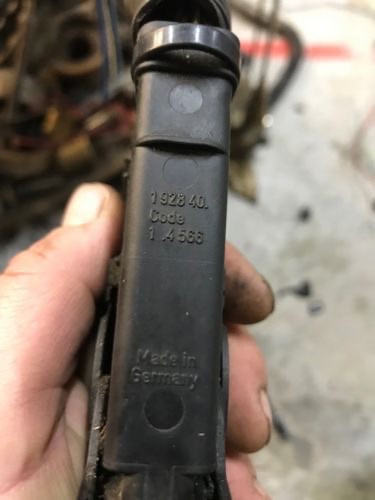 1 928 40.
Code
1 .4 566
Made in
Germany